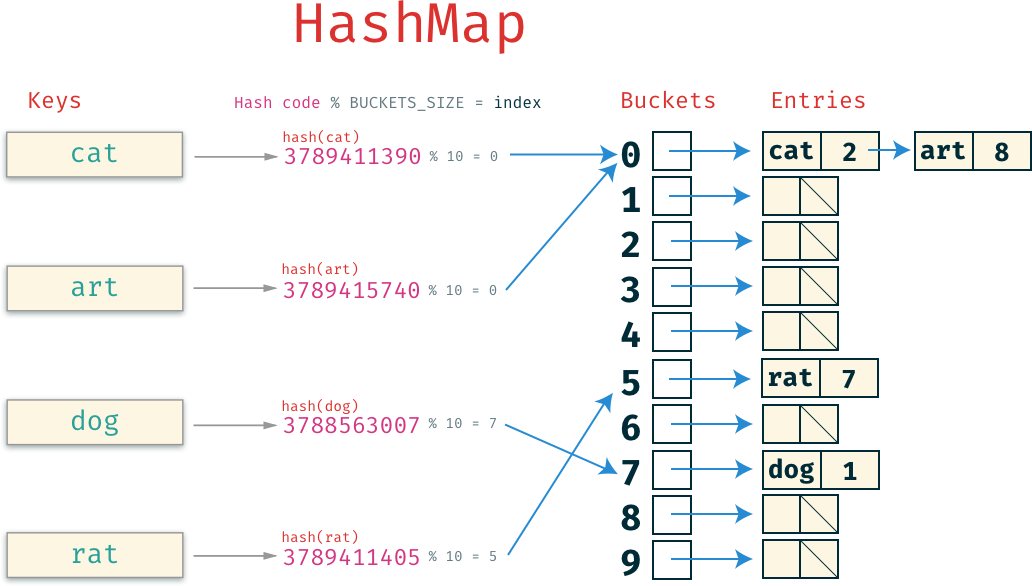 HashMap
Keys Hash code % BUCKETS_SIZE = index Buckets Entries
cat hash(cat) 3789411390 % 10 = 0
art hash(art) 3789415740 % 10 = 0
dog hash(dog) 3788563007 % 10 = 7
rat hash(rat) 3789411405 % 10 = 5
0 cat 2 art 8
1
2
3
4
5 rat 7
6
7 dog 1
8
9